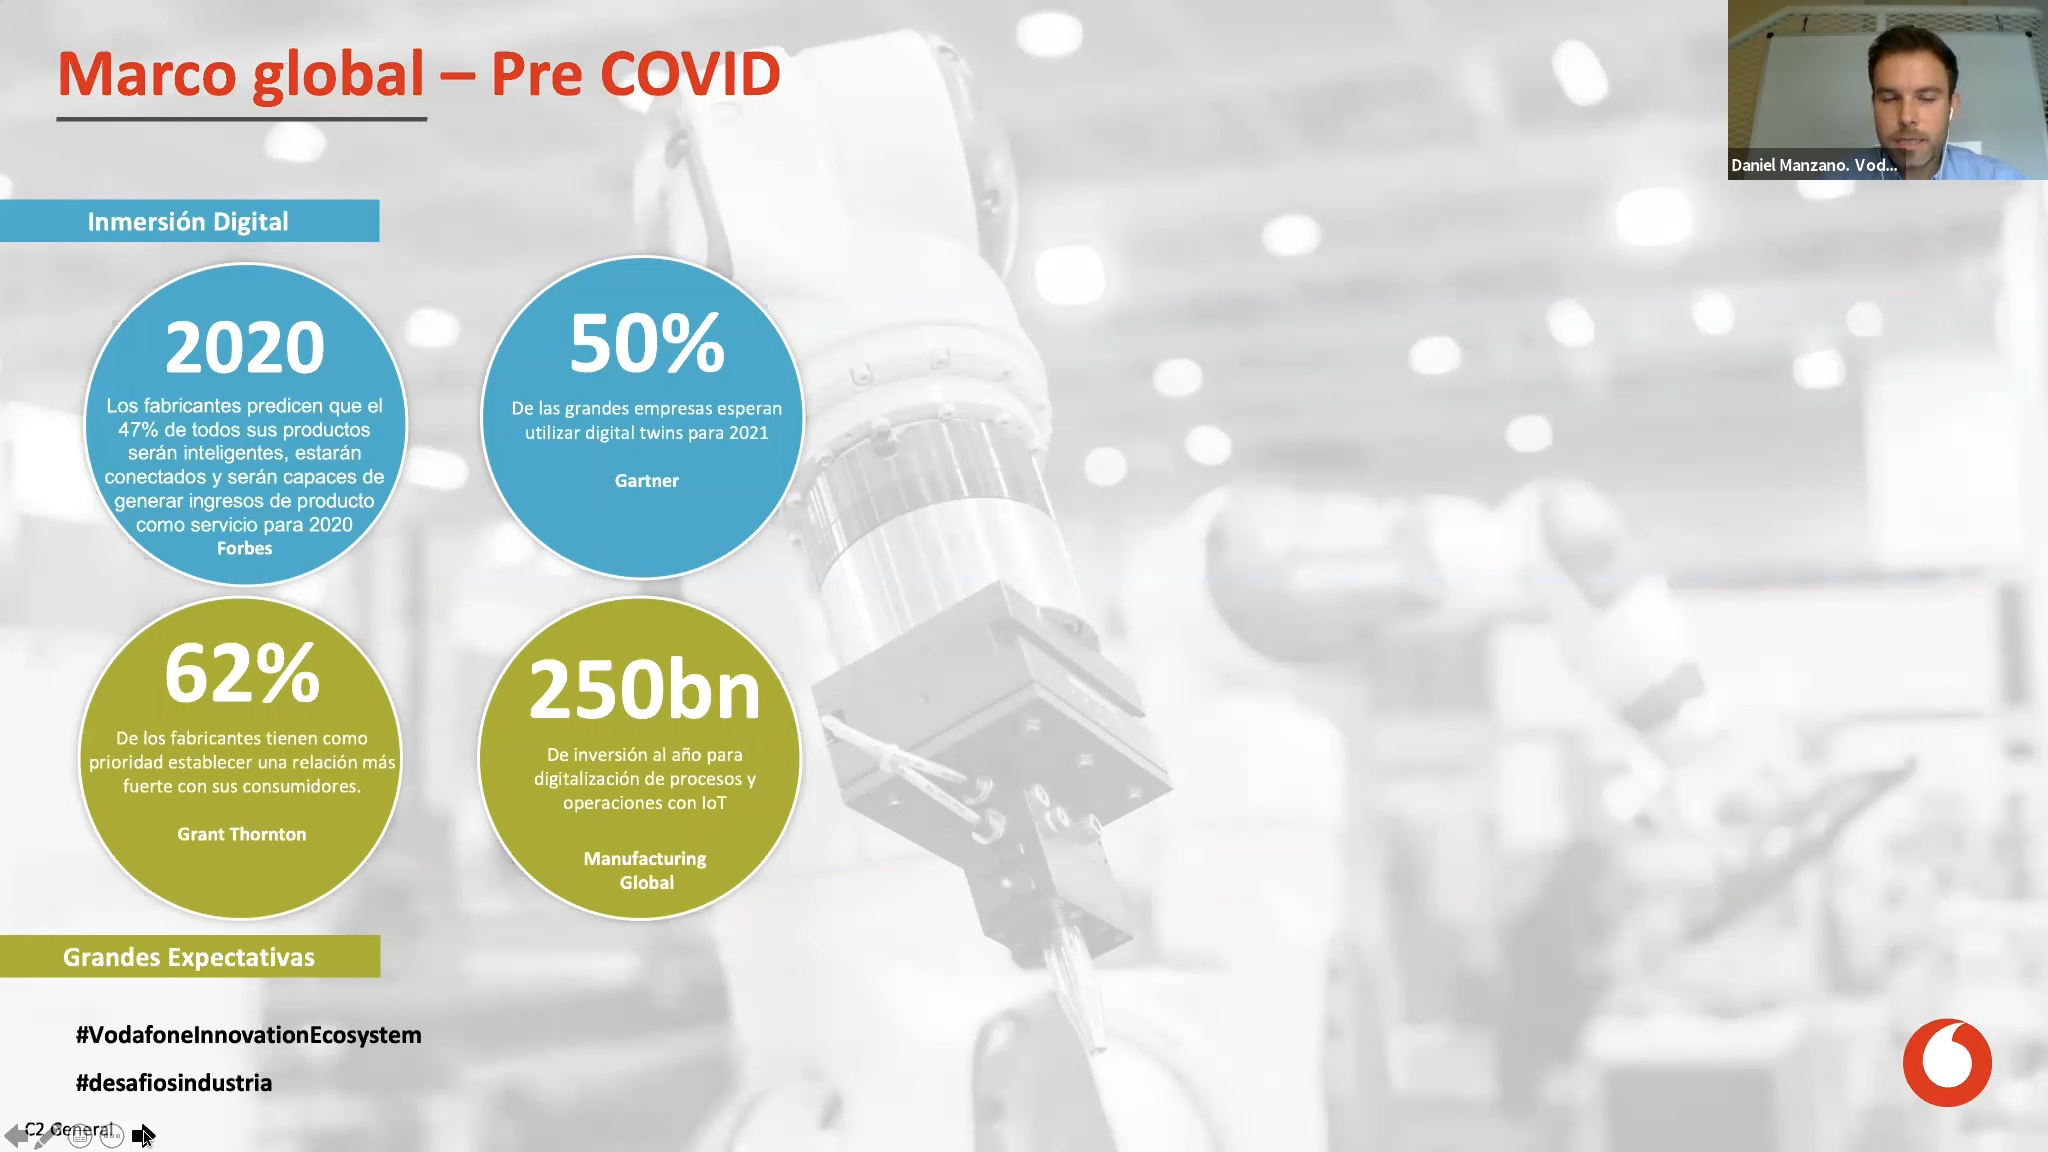 Marco global – Pre COVID
Daniel Manzano. Vod...
Inmersión Digital
2020
Los fabricantes predicen que el
47% de todos sus productos
serán inteligentes, estarán
conectados y serán capaces de
generar ingresos de producto
como servicio para 2020
Forbes
50%
De las grandes empresas esperan
utilizar digital twins para 2021
Gartner
62%
De los fabricantes tienen como
prioridad establecer una relación más
fuerte con sus consumidores.
Grant Thornton
250bn
De inversión al año para
digitalización de procesos y
operaciones con IoT
Manufacturing
Global
Grandes Expectativas
#VodafoneInnovationEcosystem
#desafiosindustria
C2 General